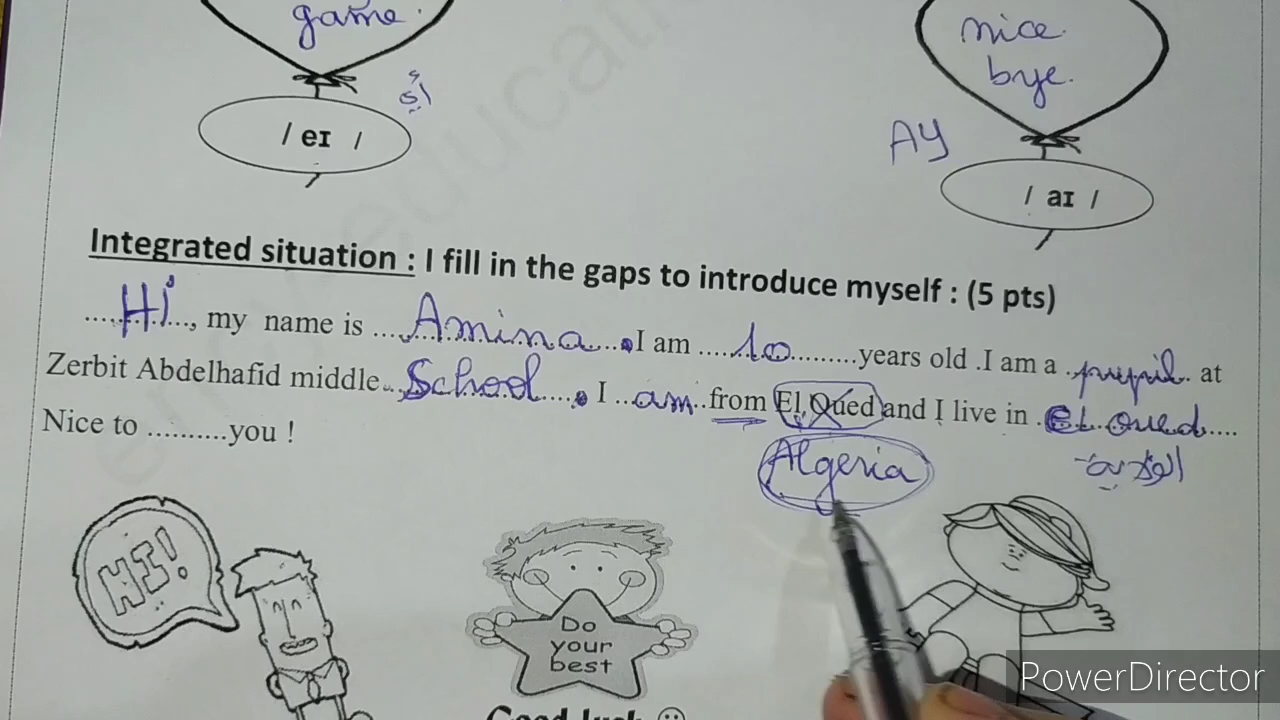 game.
nice.
bye.
أيْ
/ eɪ /
AY
/ aɪ /
Integrated situation : I fill in the gaps to introduce myself : (5 pts)
Hi, my name is Amina. I am 10 years old .I am a pupil at
Zerbit Abdelhafid middle School. I am from El Oued and I live in El oued
Nice to ..........you !
Algeria
HI!
Do
your
best
Good luck
PowerDirector